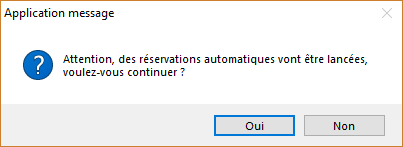 Application message
Attention, des réservations automatiques vont être lancées,
voulez-vous continuer ?
Oui
Non